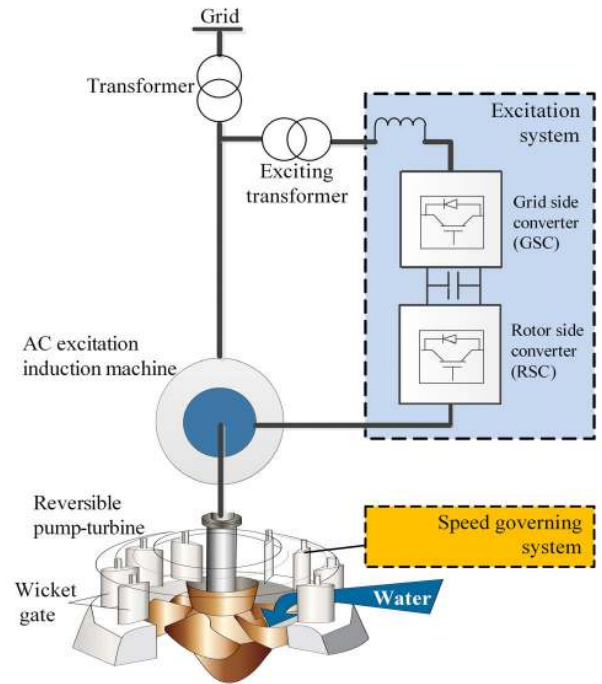 Grid
Transformer
Excitation
system
Exciting
transformer
Grid side
converter
(GSC)
Rotor side
converter
(RSC)
AC excitation
induction machine
Reversible
pump-turbine
Speed governing
system
Wicket
gate
Water